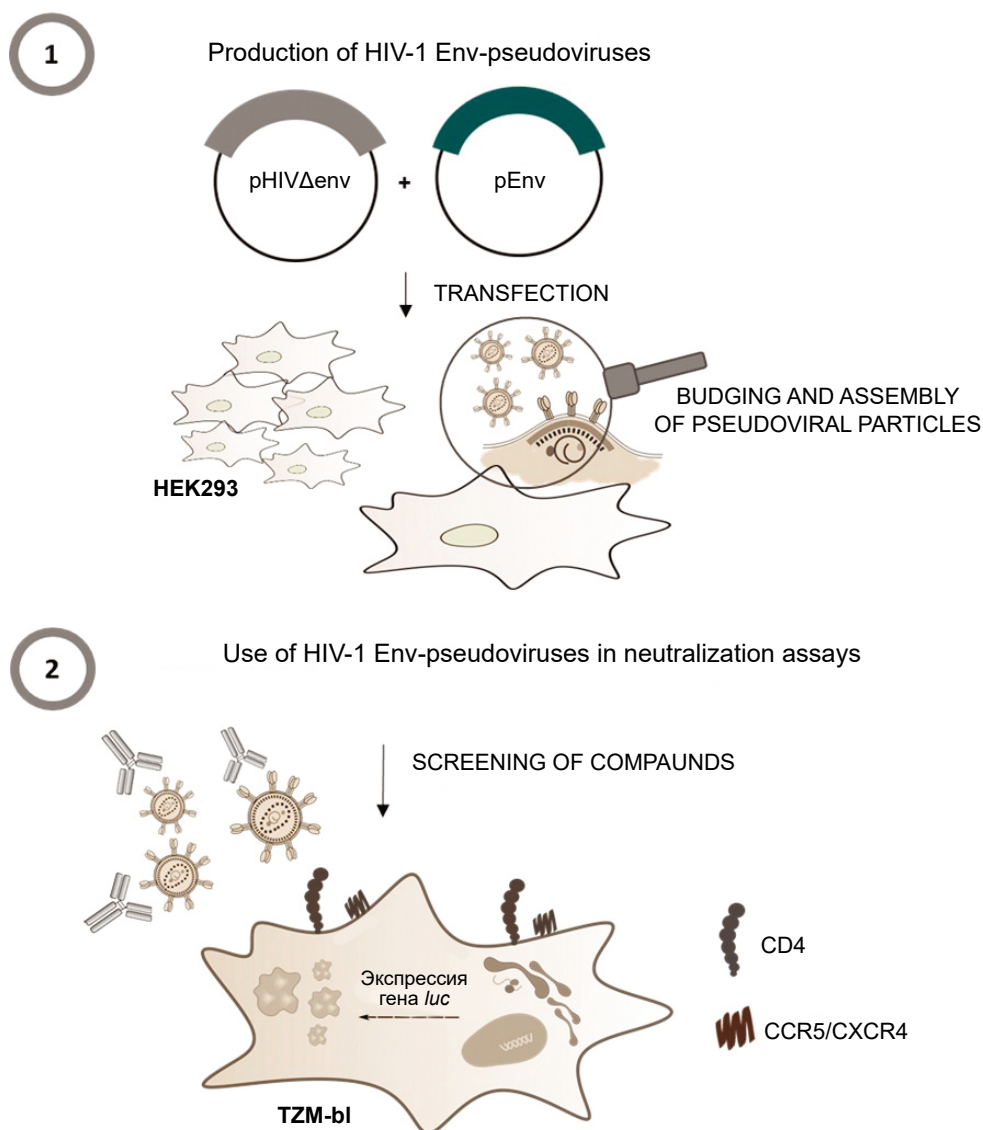 1
Production of HIV-1 Env-pseudoviruses
pHIVΔenv
+
pEnv
TRANSFECTION
BUDGING AND ASSEMBLY
OF PSEUDOVIRAL PARTICLES
HEK293
2
Use of HIV-1 Env-pseudoviruses in neutralization assays
SCREENING OF COMPAUNDS
CD4
Экспрессия
гена luc
CCR5/CXCR4
TZM-bl